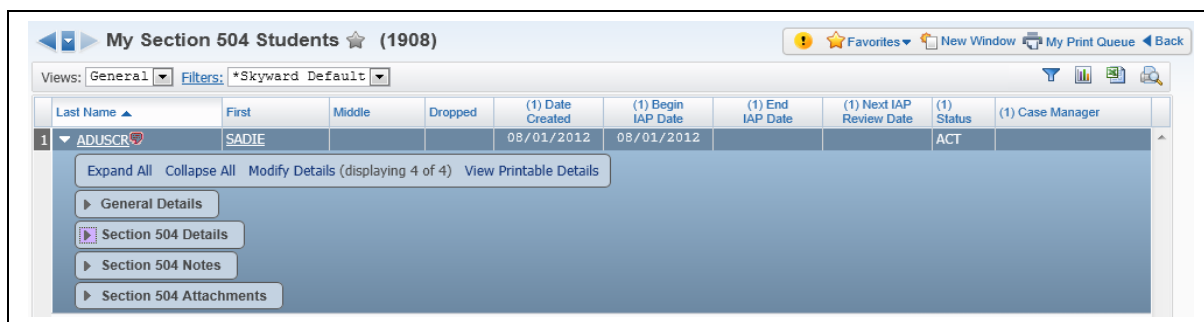 My Section 504 Students (1908) Favorites New Window My Print Queue Back
Views: General Filters: *Skyward Default
Last Name First Middle Dropped (1) Date Created (1) Begin IAP Date (1) End IAP Date (1) Next IAP Review Date (1) Status (1) Case Manager
1 ADUSCR SADIE 08/01/2012 08/01/2012 ACT
Expand All Collapse All Modify Details (displaying 4 of 4) View Printable Details
General Details
Section 504 Details
Section 504 Notes
Section 504 Attachments